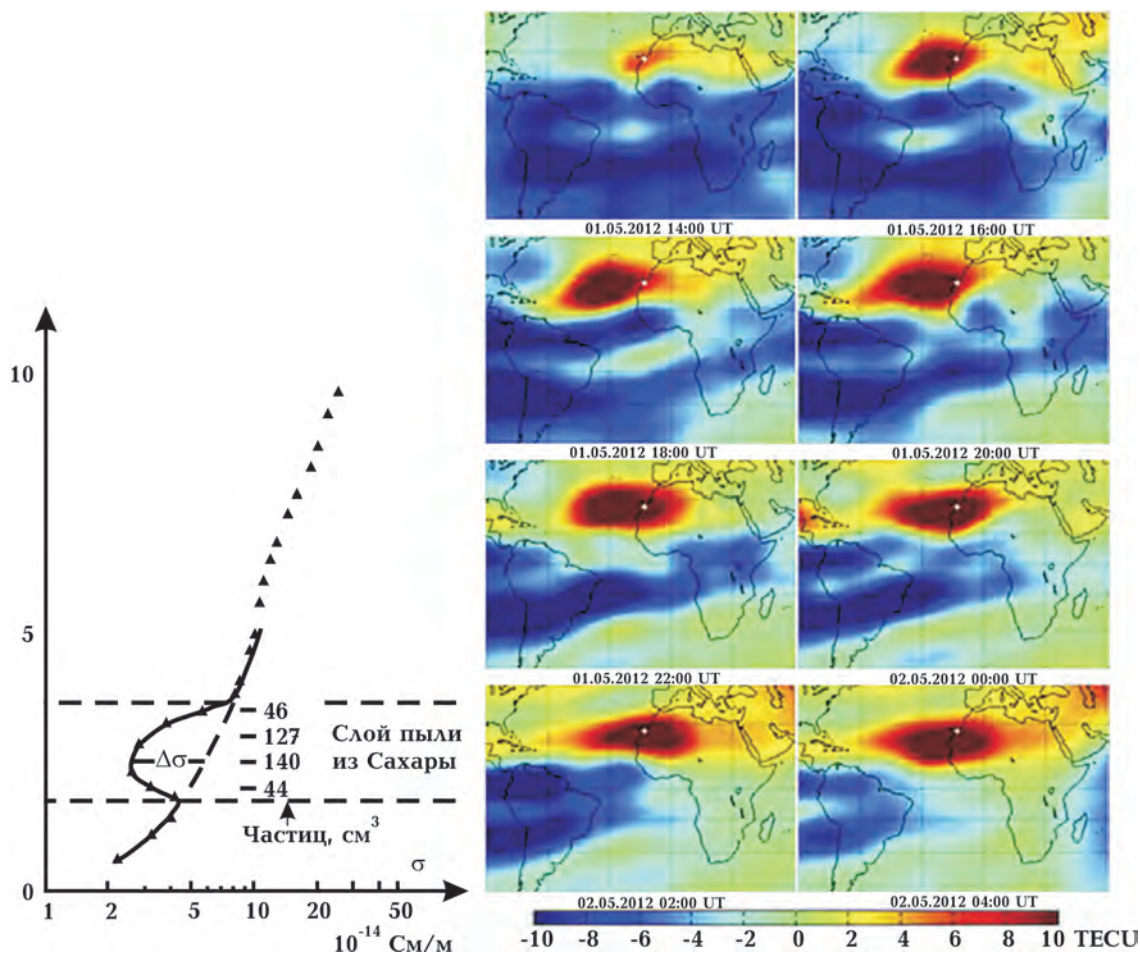 10
5
0
46
127
140
44
Δσ
Слой пыли
из Сахары
Частиц, см³
σ
1 2 5 10 20 50
10⁻¹⁴ См/м
01.05.2012 14:00 UT
01.05.2012 16:00 UT
01.05.2012 18:00 UT
01.05.2012 20:00 UT
01.05.2012 22:00 UT
02.05.2012 00:00 UT
02.05.2012 02:00 UT
02.05.2012 04:00 UT
-10 -8 -6 -4 -2 0 2 4 6 8 10 TECU